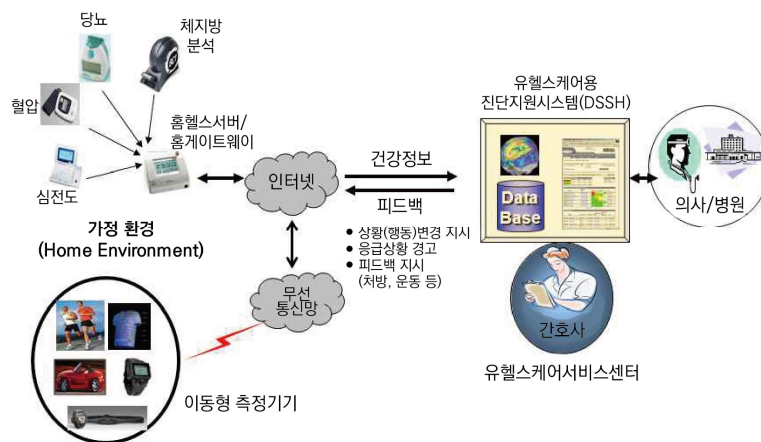 당뇨
체지방
분석
혈압
심전도
홈헬스서버/
홈게이트웨이
가정 환경
(Home Environment)
인터넷
건강정보
피드백
● 상황(행동)변경 지시
● 응급상황 경고
● 피드백 지시
(처방, 운동 등)
무선
통신망
이동형 측정기기
유헬스케어용
진단지원시스템(DSSH)
Data
Base
의사/병원
간호사
유헬스케어서비스센터